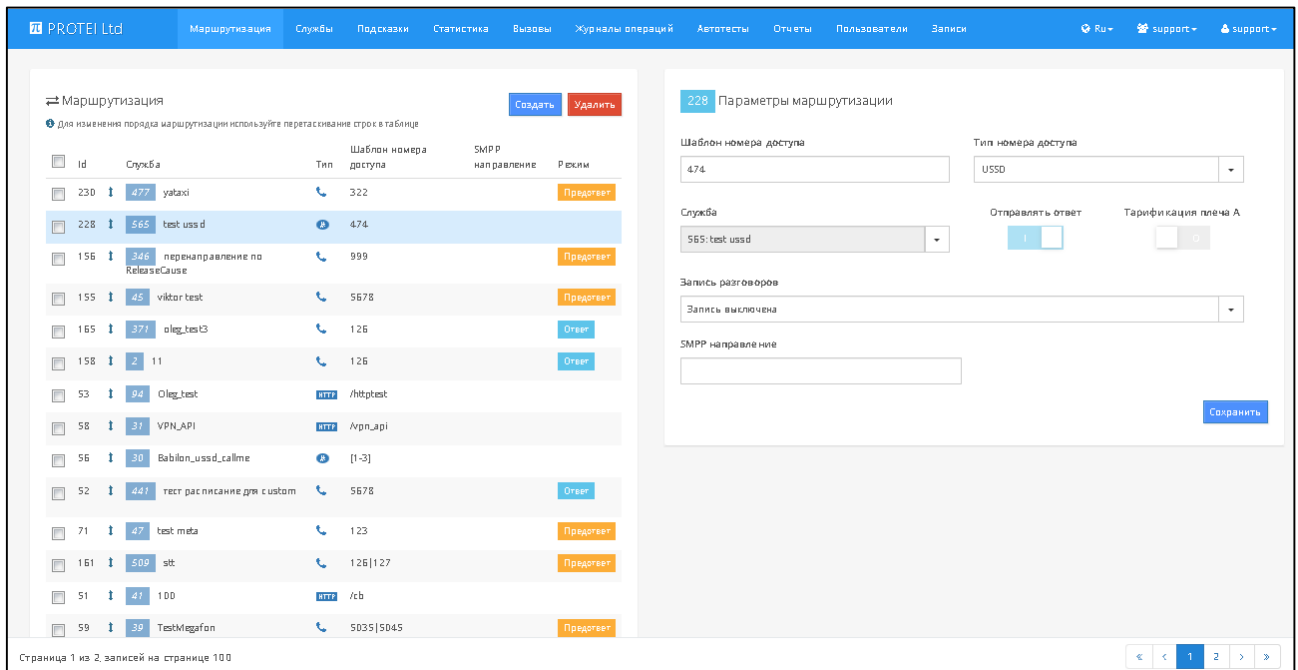 PROTEI Ltd Маршрутизация Службы Подсказки Статистика Вызовы Журналы операций Автотесты Отчеты Пользователи Записи Ru support support
Маршрутизация Создать Удалить
Для изменения порядка маршрутизации используйте перетаскивание строк в таблице
Id Служба Тип Шаблон номера доступа SMPP направление Режим
230 477 yataxi 322 Предответ
228 565 test ussd 474
156 346 перенаправление по ReleaseCause 999 Предответ
155 45 viktor test 5678 Предответ
165 371 oleg_test3 126 Ответ
158 2 11 126 Ответ
53 94 Oleg_test HTTP /httptest
58 31 VPN_API HTTP /vpn_api
56 30 Babilon_ussd_callme [1-3]
52 441 тест расписание для custom 5678 Ответ
71 47 test meta 123 Предответ
161 509 stt 126|127 Предответ
51 41 100 HTTP /cb
59 39 TestMegafon 5035|5045 Предответ
228 Параметры маршрутизации
Шаблон номера доступа Тип номера доступа
474 USSD
Служба Отправлять ответ Тарификация плеча А
565: test ussd I O
Запись разговоров
Запись выключена
SMPP направление
Сохранить
Страница 1 из 2, записей на странице 100 « < 1 2 > »